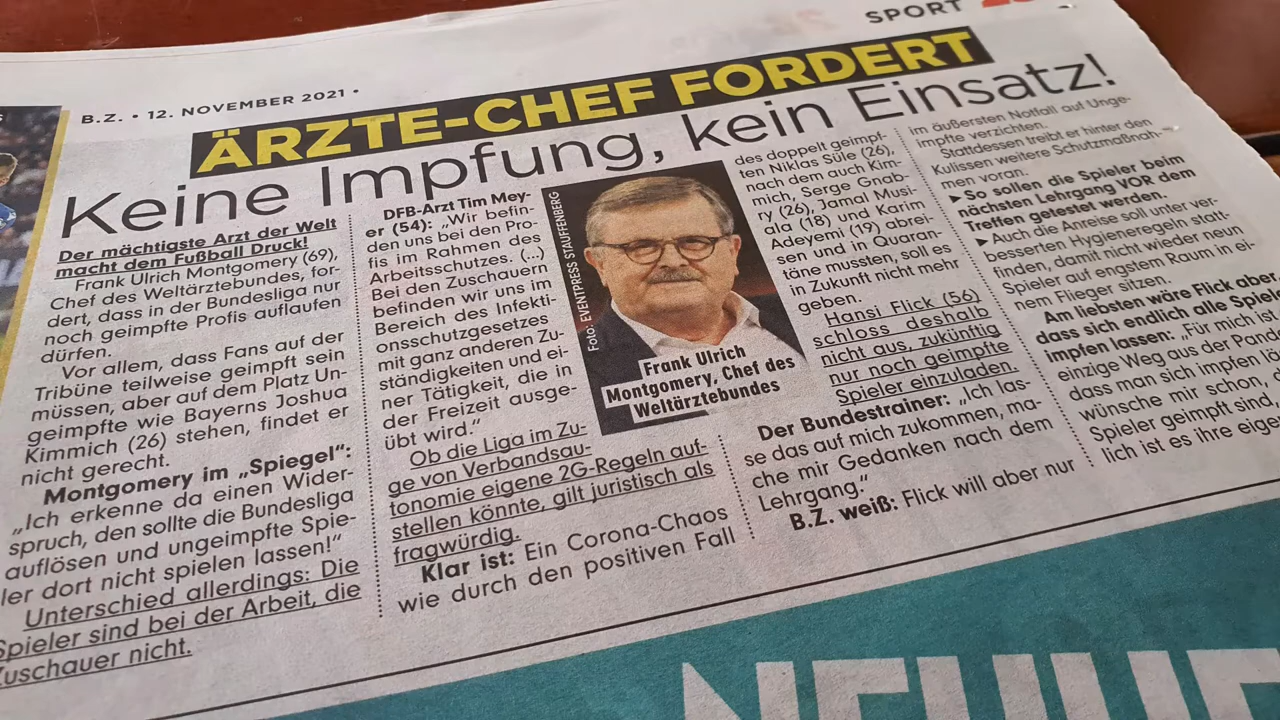 SPORT
B.Z. • 12. NOVEMBER 2021 •
ÄRZTE-CHEF FORDERT
Keine Impfung, kein Einsatz!
Der mächtigste Arzt der Welt
macht dem Fußball Druck!
Frank Ulrich Montgomery (69),
Chef des Weltärztebundes, for-
dert, dass in der Bundesliga nur
noch geimpfte Profis auflaufen
dürfen.
Vor allem, dass Fans auf der
Tribüne teilweise geimpft sein
müssen, aber auf dem Platz Un-
geimpfte wie Bayerns Joshua
Kimmich (26) stehen, findet er
nicht gerecht.
Montgomery im „Spiegel“:
„Ich erkenne da einen Wider-
spruch, den sollte die Bundesliga
auflösen und ungeimpfte Spie-
ler dort nicht spielen lassen!“
Unterschied allerdings: Die
Spieler sind bei der Arbeit, die
Zuschauer nicht.
DFB-Arzt Tim Mey-
er (54): „Wir befin-
den uns bei den Pro-
fis im Rahmen des
Arbeitsschutzes. (...)
Bei den Zuschauern
befinden wir uns im
Bereich des Infekti-
onsschutzgesetzes
mit ganz anderen Zu-
ständigkeiten und ei-
ner Tätigkeit, die in
der Freizeit ausge-
übt wird.“
Ob die Liga im Zu-
ge von Verbandsau-
tonomie eigene 2G-Regeln auf-
stellen könnte, gilt juristisch als
fragwürdig.
Klar ist: Ein Corona-Chaos
wie durch den positiven Fall
Foto: EVENTPRESS STAUFFENBERG
Frank Ulrich
Montgomery, Chef des
Weltärztebundes
des doppelt geimpf-
ten Niklas Süle (26),
nach dem auch Kim-
mich, Serge Gnab-
ry (26), Jamal Musi-
ala (18) und Karim
Adeyemi (19) abrei-
sen und in Quaran-
täne mussten, soll es
in Zukunft nicht mehr
geben.
Hansi Flick (56)
schloss deshalb
nicht aus, zukünftig
nur noch geimpfte
Spieler einzuladen.
Der Bundestrainer: „Ich las-
se das auf mich zukommen, ma-
che mir Gedanken nach dem
Lehrgang.“
B.Z. weiß: Flick will aber nur
im äußersten Notfall auf Unge-
impfte verzichten.
Stattdessen treibt er hinter den
Kulissen weitere Schutzmaßnah-
men voran.
▶So sollen die Spieler beim
nächsten Lehrgang VOR dem
Treffen getestet werden.
▶Auch die Anreise soll unter ver-
besserten Hygieneregeln statt-
finden, damit nicht wieder neun
Spieler auf engstem Raum in ei-
nem Flieger sitzen.
Am liebsten wäre Flick aber,
dass sich endlich alle Spiele
impfen lassen: „Für mich ist
einzige Weg aus der Pand
dass man sich impfen lä
wünsche mir schon, d
Spieler geimpft sind,
lich ist es ihre eige